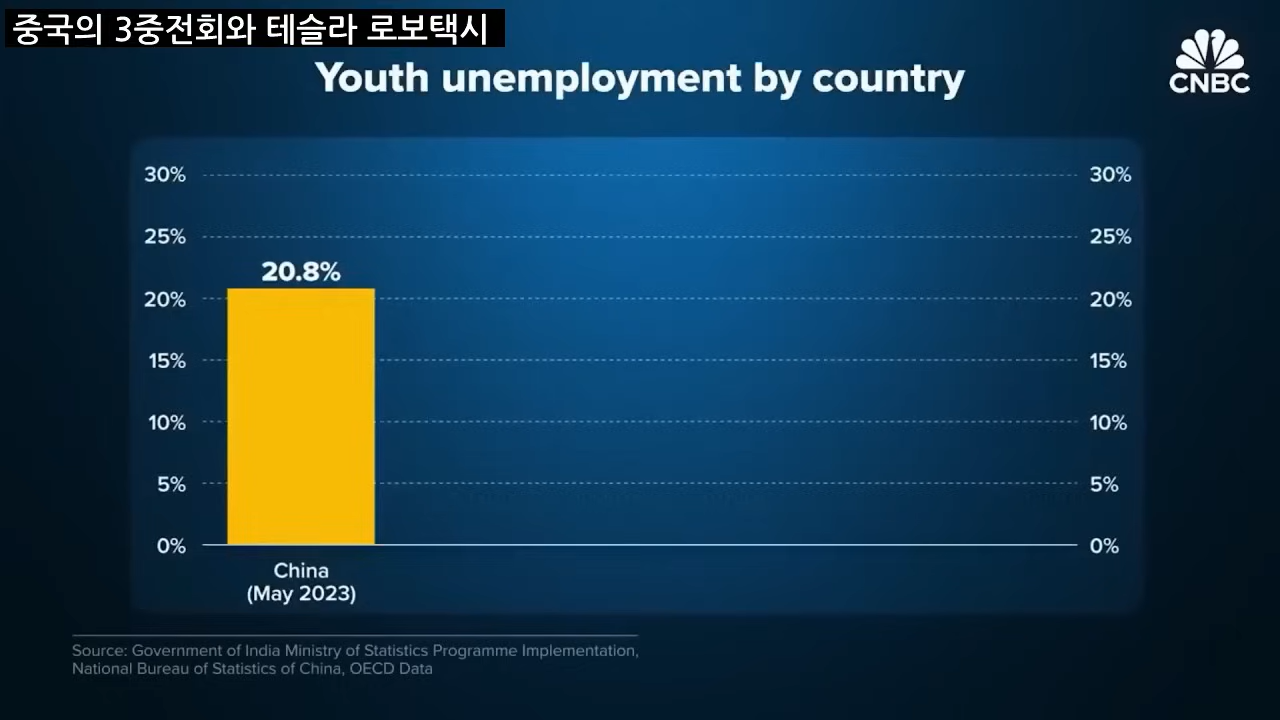 중국의 3중전회와 테슬라 로보택시
CNBC
Youth unemployment by country
30% 30%
25% 25%
20.8%
20% 20%
15% 15%
10% 10%
5% 5%
0% 0%
China
(May 2023)
Source: Government of India Ministry of Statistics Programme Implementation,
National Bureau of Statistics of China, OECD Data